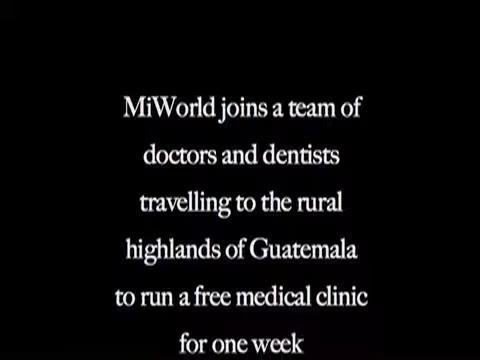 MiWorld joins a team of
doctors and dentists
travelling to the rural
highlands of Guatemala
to run a free medical clinic
for one week